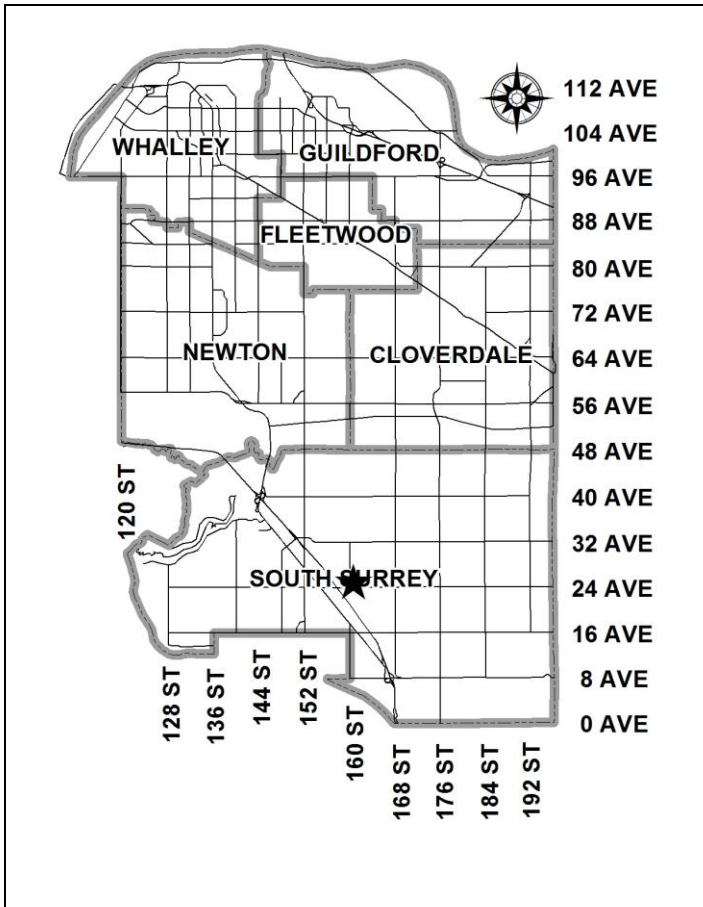 112 AVE
104 AVE
WHALLEY
GUILDFORD
96 AVE
88 AVE
FLEETWOOD
80 AVE
72 AVE
NEWTON
CLOVERDALE
64 AVE
56 AVE
48 AVE
120 ST
40 AVE
32 AVE
SOUTH SURREY
24 AVE
16 AVE
128 ST
136 ST
144 ST
152 ST
160 ST
8 AVE
0 AVE
168 ST
176 ST
184 ST
192 ST